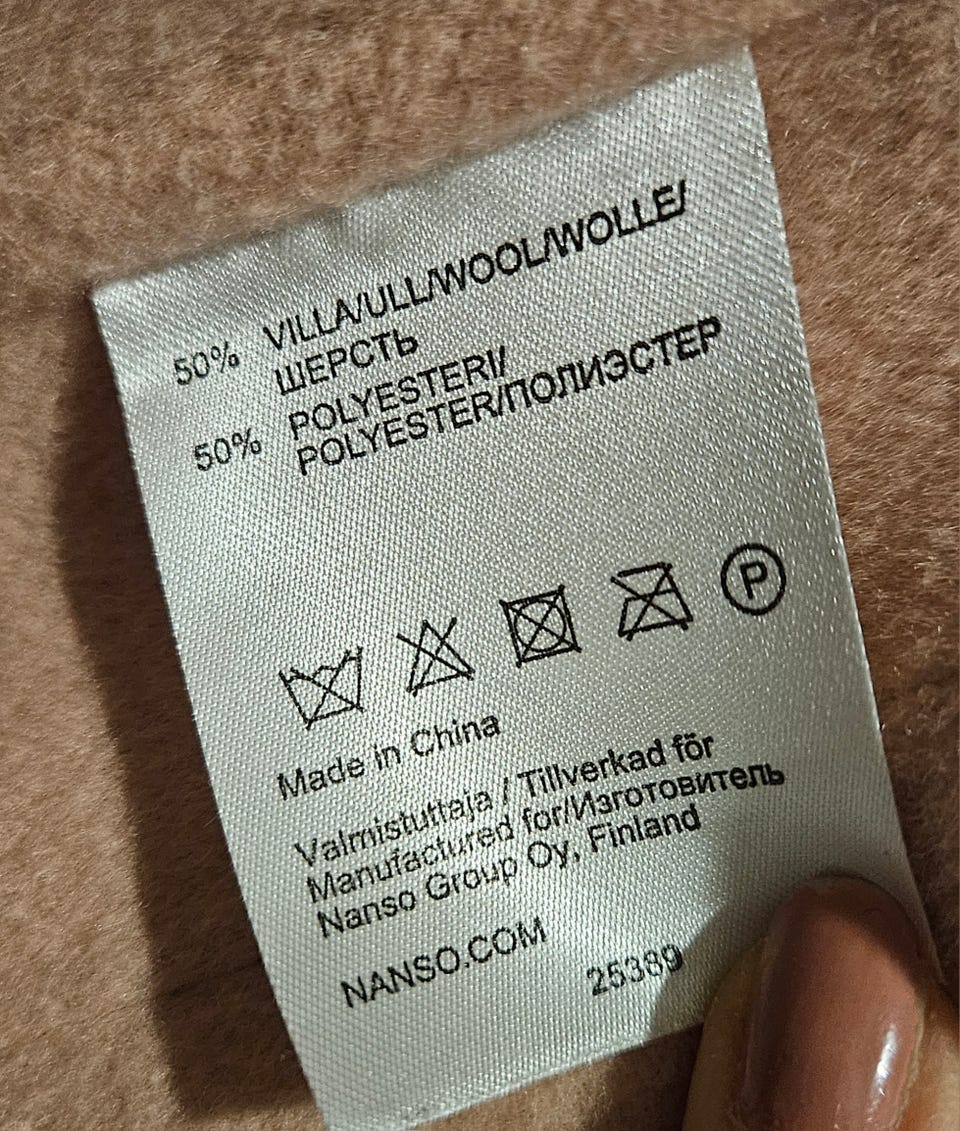 50% VILLA/ULL/WOOL/WOLLE/
ШЕРСТЬ
50% POLYESTERI/
POLYESTER/ПОЛИЭСТЕР
P
Made in China
Valmistuttaja / Tillverkad för
Manufactured for/Изготовитель
Nanso Group Oy, Finland
NANSO.COM
25389